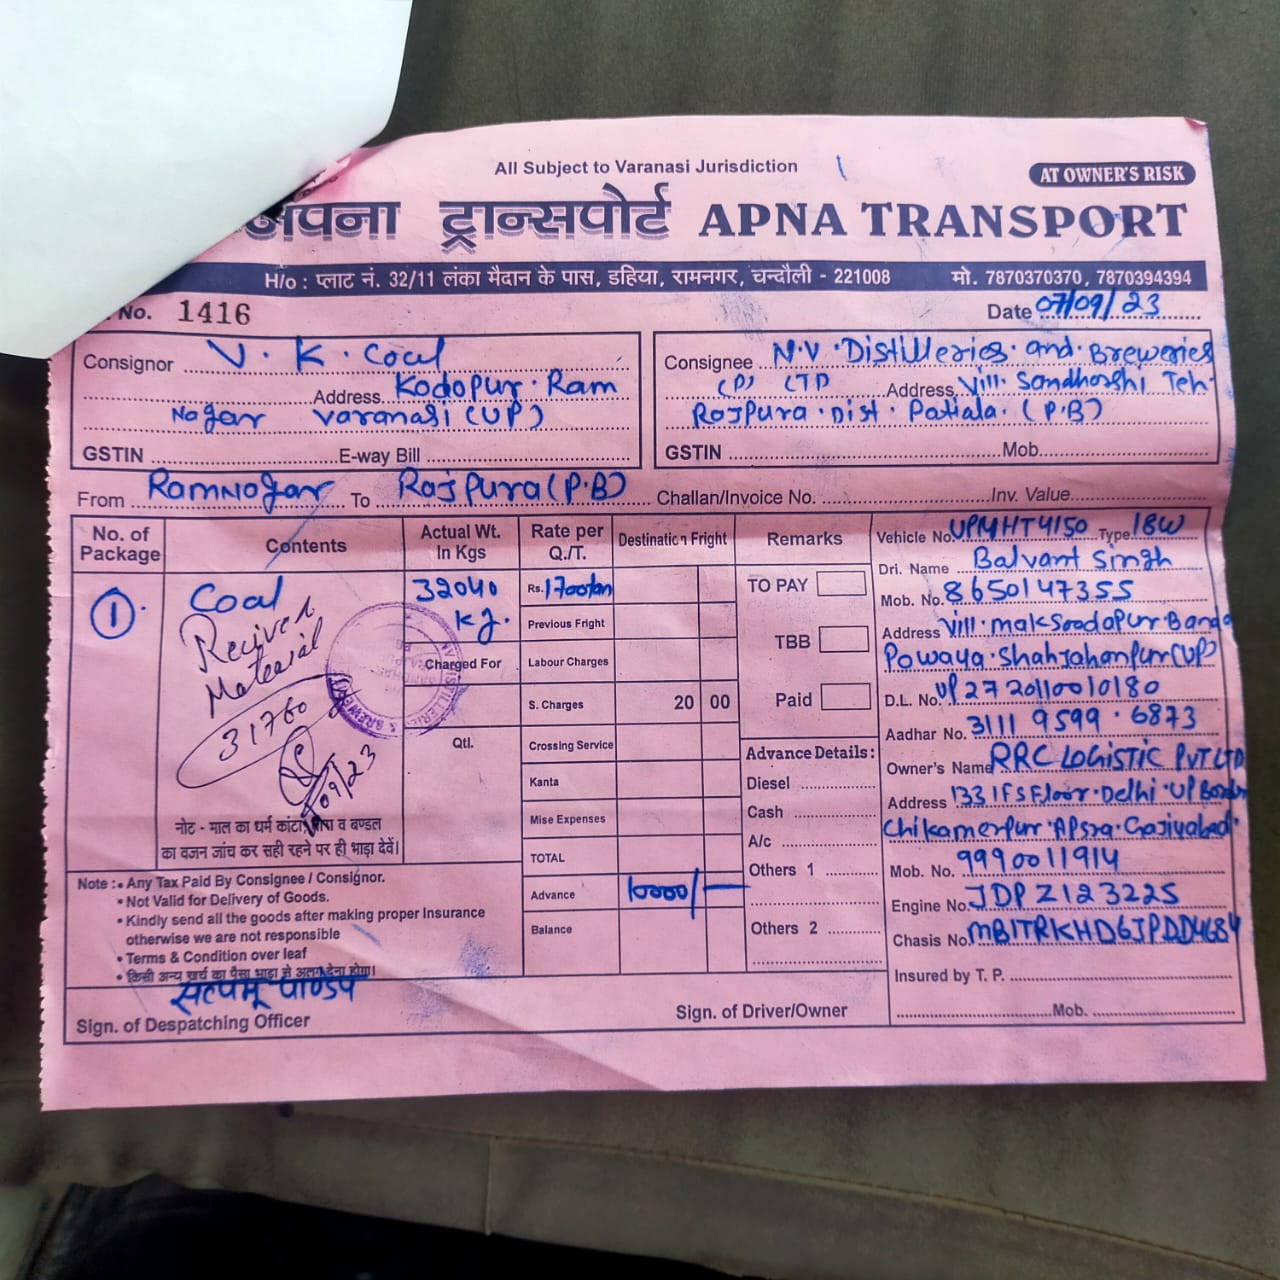 All Subject to Varanasi Jurisdiction
AT OWNER'S RISK
अपना ट्रान्सपोर्ट APNA TRANSPORT
H/o : प्लाट नं. 32/11 लंका मैदान के पास, डहिया, रामनगर, चन्दौली - 221008 मो. 7870370370, 7870394394
No. 1416
Date 07/09/23
Consignor V. K. Coal
Address Kodopur. Ram
Nagar Varanasi (UP)
GSTIN E-way Bill
Consignee N.V. Distilleries. and. Breweries
(P) LTD Address Vill. Sandharshi Teh.
Rajpura. Dist. Patiala. (P.B)
GSTIN Mob.
From Ramnagar To Rajpura (P.B) Challan/Invoice No. Inv. Value
No. of Package
Contents
Actual Wt. In Kgs
Rate per Q./T.
Destination Fright
Remarks
1
Coal
Recived
Material
31760
09/23
नोट - माल का धर्म कांटा, व बण्डल
का वजन जांच कर सही रहने पर ही भाड़ा देवें।
32040
kg.
Charged For
Qtl.
Rs. 1700/tan
Previous Fright
Labour Charges
S. Charges 20 00
Crossing Service
Kanta
Mise Expenses
TOTAL
Advance 10000/-
Balance
TO PAY
TBB
Paid
Advance Details:
Diesel
Cash
A/c
Others 1
Others 2
Vehicle No. Type 18W
Dri. Name Balvant Singh
Mob. No. 8650147355
Address Vill. maksoodapur. Banda
Powaya. Shahjahanpur (UP)
D.L. No. UP27 20110010180
Aadhar No. 3111 9599. 6873
Owner's Name RRC LOGISTIC PVT LTD
Address 133 1FS Floor. Delhi. UP Border
Chikamerpur. Apsra. Gajiyabad.
Mob. No. 9990011914
Engine No. JDPZ123225
Chasis No. MB1TRKHD6JPDD4684
Insured by T. P.
Mob.
Note : • Any Tax Paid By Consignee / Consignor.
• Not Valid for Delivery of Goods.
• Kindly send all the goods after making proper Insurance
otherwise we are not responsible
• Terms & Condition over leaf
• किसी अन्य खर्च का पैसा भाड़ा से अलग देना होगा।
सत्यम् पाण्डेय
Sign. of Despatching Officer
Sign. of Driver/Owner